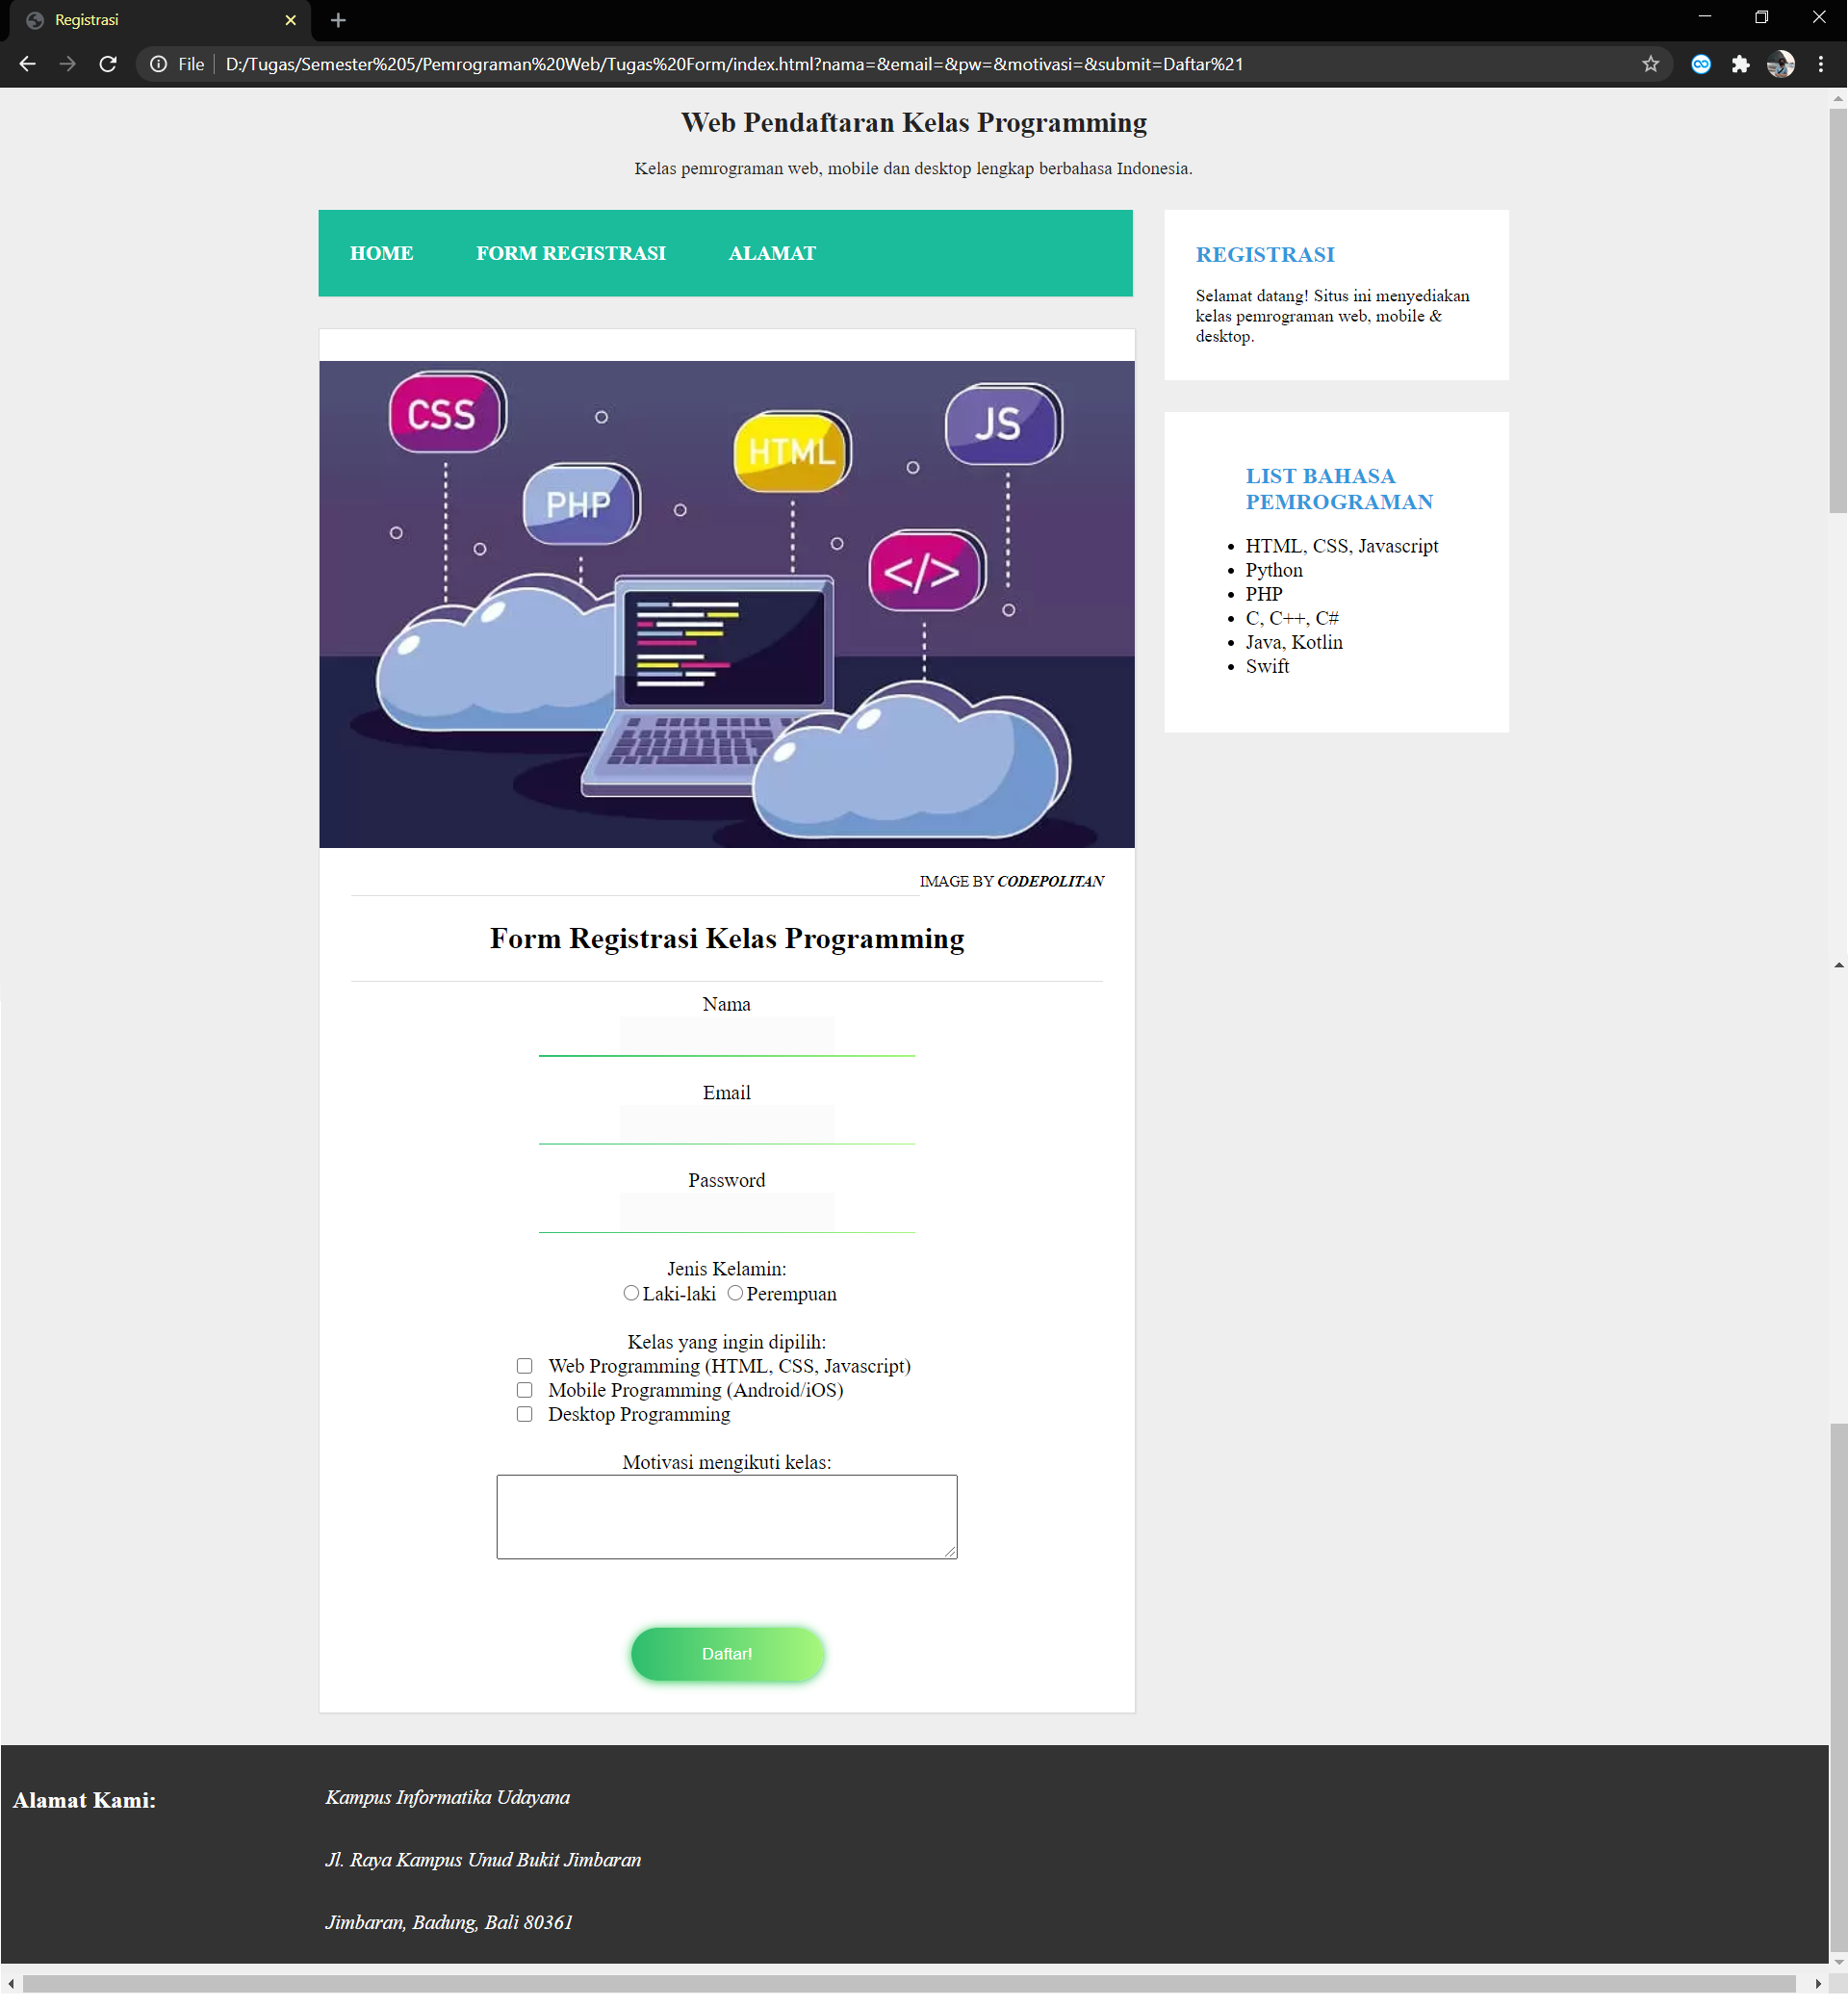 Registrasi
File
D:/Tugas/Semester%205/Pemrograman%20Web/Tugas%20Form/index.html?nama=&email=&pw=&motivasi=&submit=Daftar%21
Web Pendaftaran Kelas Programming
Kelas pemrograman web, mobile dan desktop lengkap berbahasa Indonesia.
HOME
FORM REGISTRASI
ALAMAT
CSS
PHP
HTML
JS
</>
IMAGE BY CODEPOLITAN
Form Registrasi Kelas Programming
Nama
Email
Password
Jenis Kelamin:
Laki-laki Perempuan
Kelas yang ingin dipilih:
Web Programming (HTML, CSS, Javascript)
Mobile Programming (Android/iOS)
Desktop Programming
Motivasi mengikuti kelas:
Daftar!
REGISTRASI
Selamat datang! Situs ini menyediakan
kelas pemrograman web, mobile &
desktop.
LIST BAHASA
PEMROGRAMAN
• HTML, CSS, Javascript
• Python
• PHP
• C, C++, C#
• Java, Kotlin
• Swift
Alamat Kami:
Kampus Informatika Udayana
Jl. Raya Kampus Unud Bukit Jimbaran
Jimbaran, Badung, Bali 80361